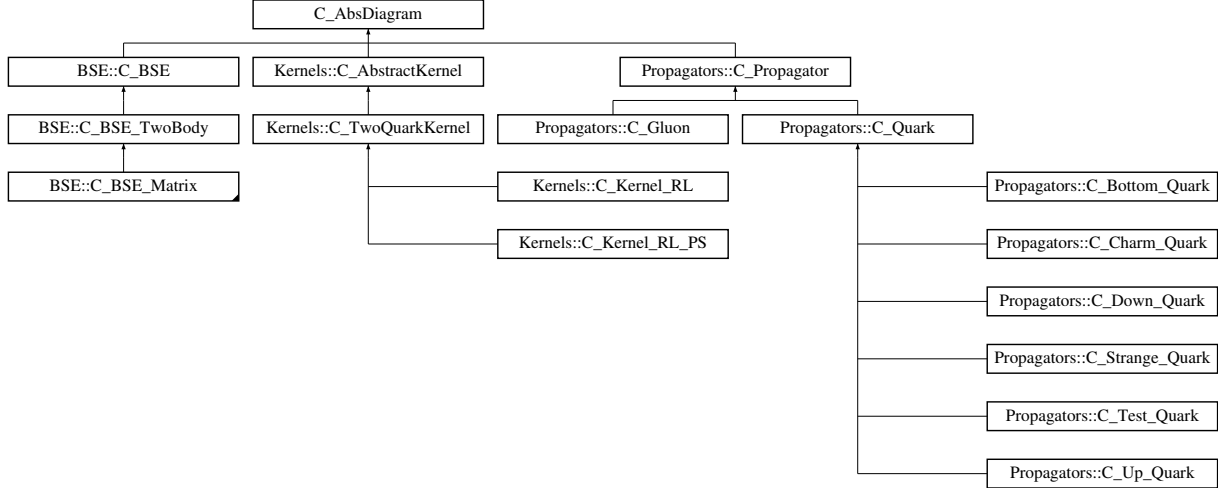 C_AbsDiagram
BSE::C_BSE
Kernels::C_AbstractKernel
Propagators::C_Propagator
BSE::C_BSE_TwoBody
Kernels::C_TwoQuarkKernel
Propagators::C_Gluon
Propagators::C_Quark
BSE::C_BSE_Matrix
Kernels::C_Kernel_RL
Propagators::C_Bottom_Quark
Kernels::C_Kernel_RL_PS
Propagators::C_Charm_Quark
Propagators::C_Down_Quark
Propagators::C_Strange_Quark
Propagators::C_Test_Quark
Propagators::C_Up_Quark